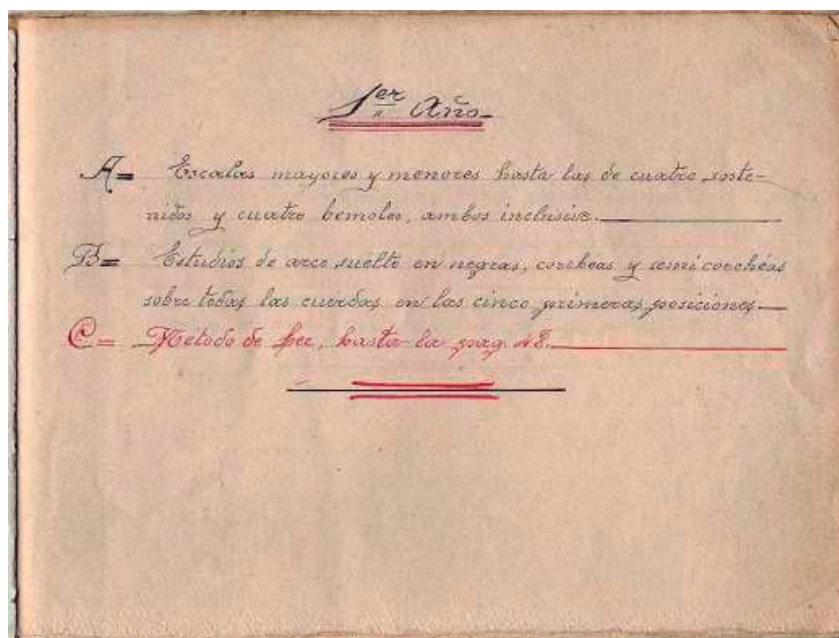 1er Año
A= Escalas mayores y menores hasta las de cuatro soste-
nidos y cuatro bemoles, ambos inclusive.
B= Estudios de arco suelto en negras, corcheas y semicorcheas
sobre todas las cuerdas en las cinco primeras posiciones
C= Método de Lee, hasta la pag 48.